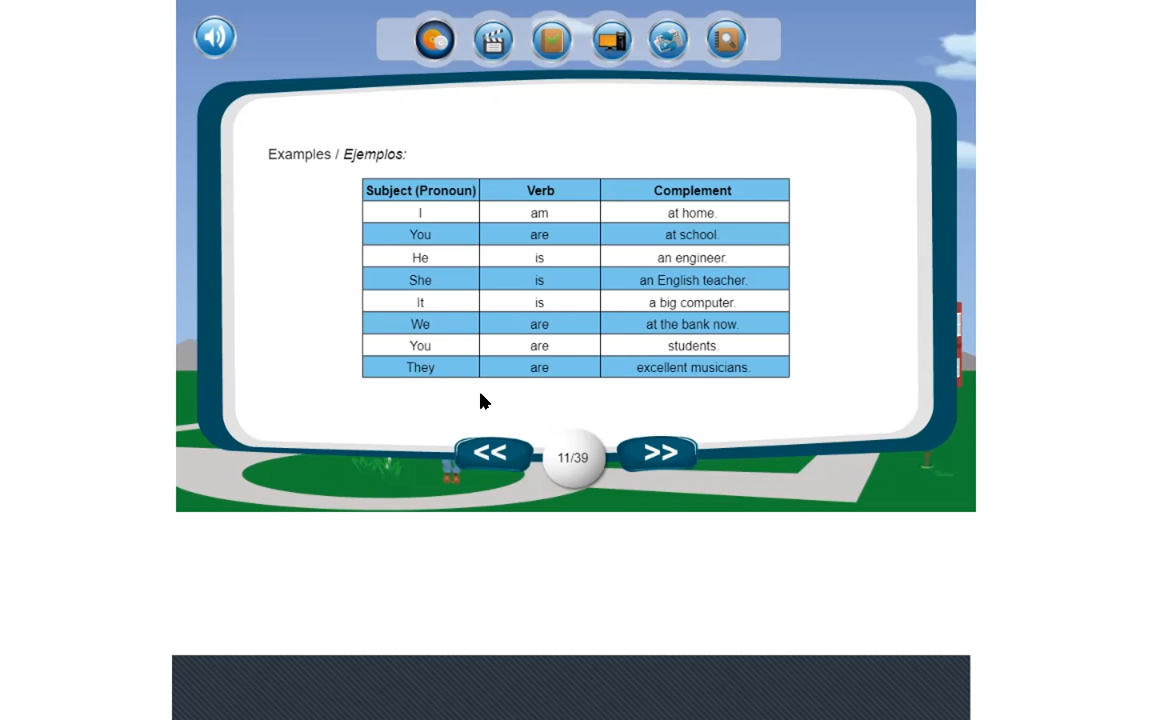 Examples / Ejemplos:
Subject (Pronoun) Verb Complement
I am at home.
You are at school.
He is an engineer.
She is an English teacher.
It is a big computer.
We are at the bank now.
You are students.
They are excellent musicians.
<< 11/39 >>